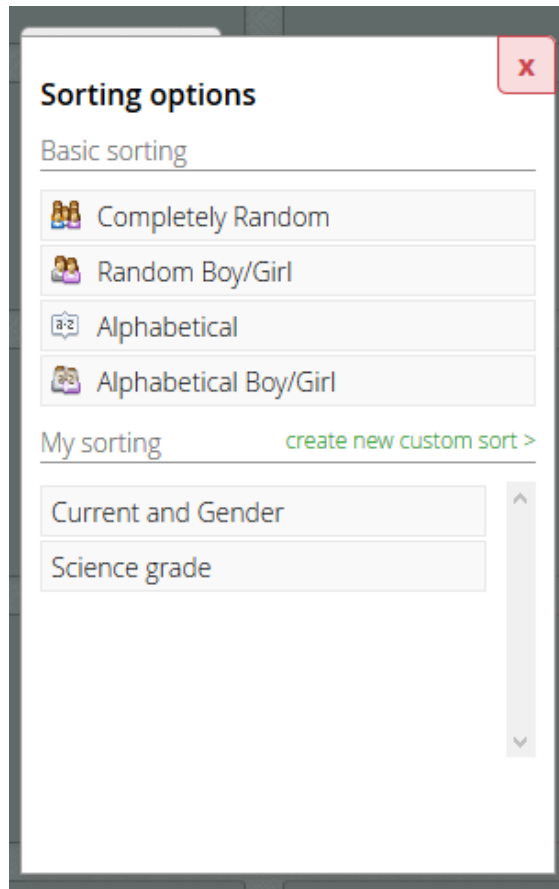 x
Sorting options
Basic sorting
Completely Random
Random Boy/Girl
a-z Alphabetical
Alphabetical Boy/Girl
My sorting create new custom sort >
Current and Gender
Science grade